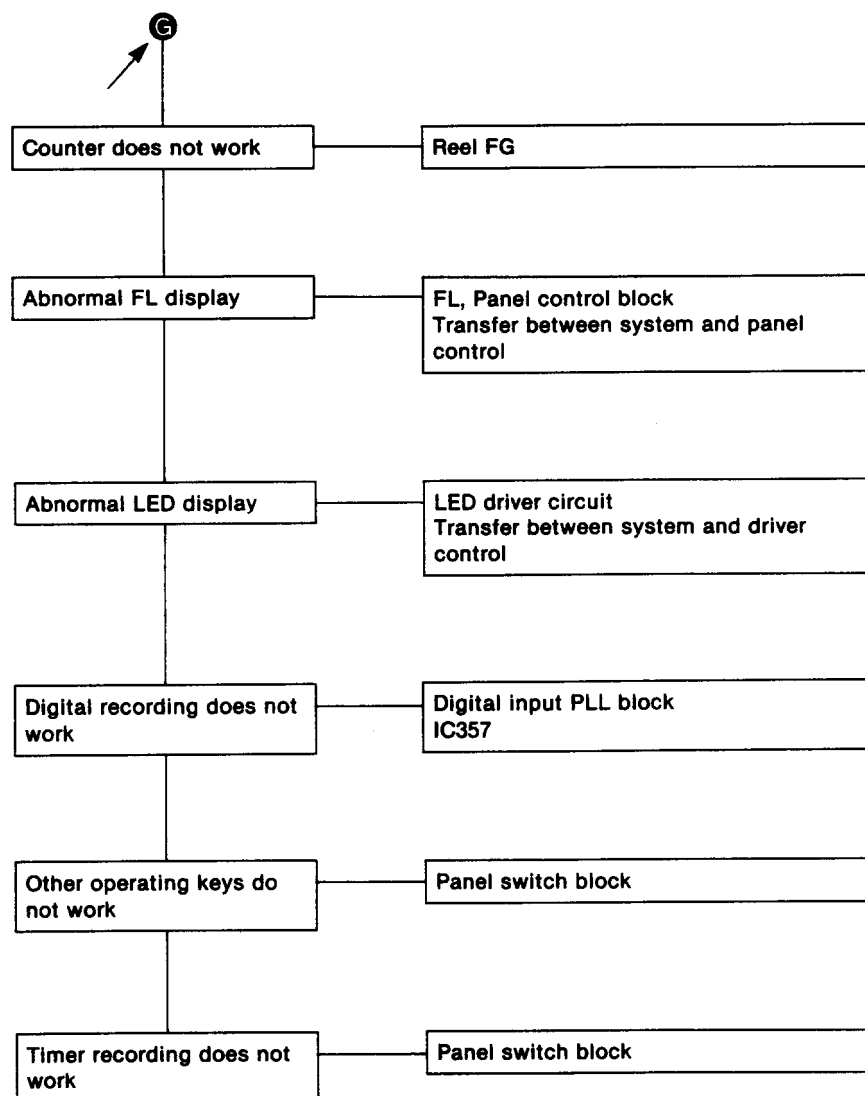 G
Counter does not work
Reel FG
Abnormal FL display
FL, Panel control block
Transfer between system and panel
control
Abnormal LED display
LED driver circuit
Transfer between system and driver
control
Digital recording does not
work
Digital input PLL block
IC357
Other operating keys do
not work
Panel switch block
Timer recording does not
work
Panel switch block